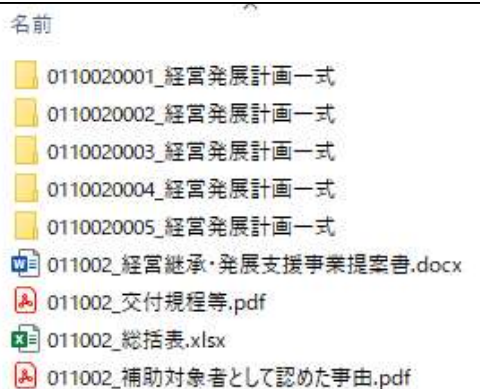 名前
0110020001_経営発展計画一式
0110020002_経営発展計画一式
0110020003_経営発展計画一式
0110020004_経営発展計画一式
0110020005_経営発展計画一式
011002_経営継承・発展支援事業提案書.docx
011002_交付規程等.pdf
011002_総括表.xlsx
011002_補助対象者として認めた事由.pdf